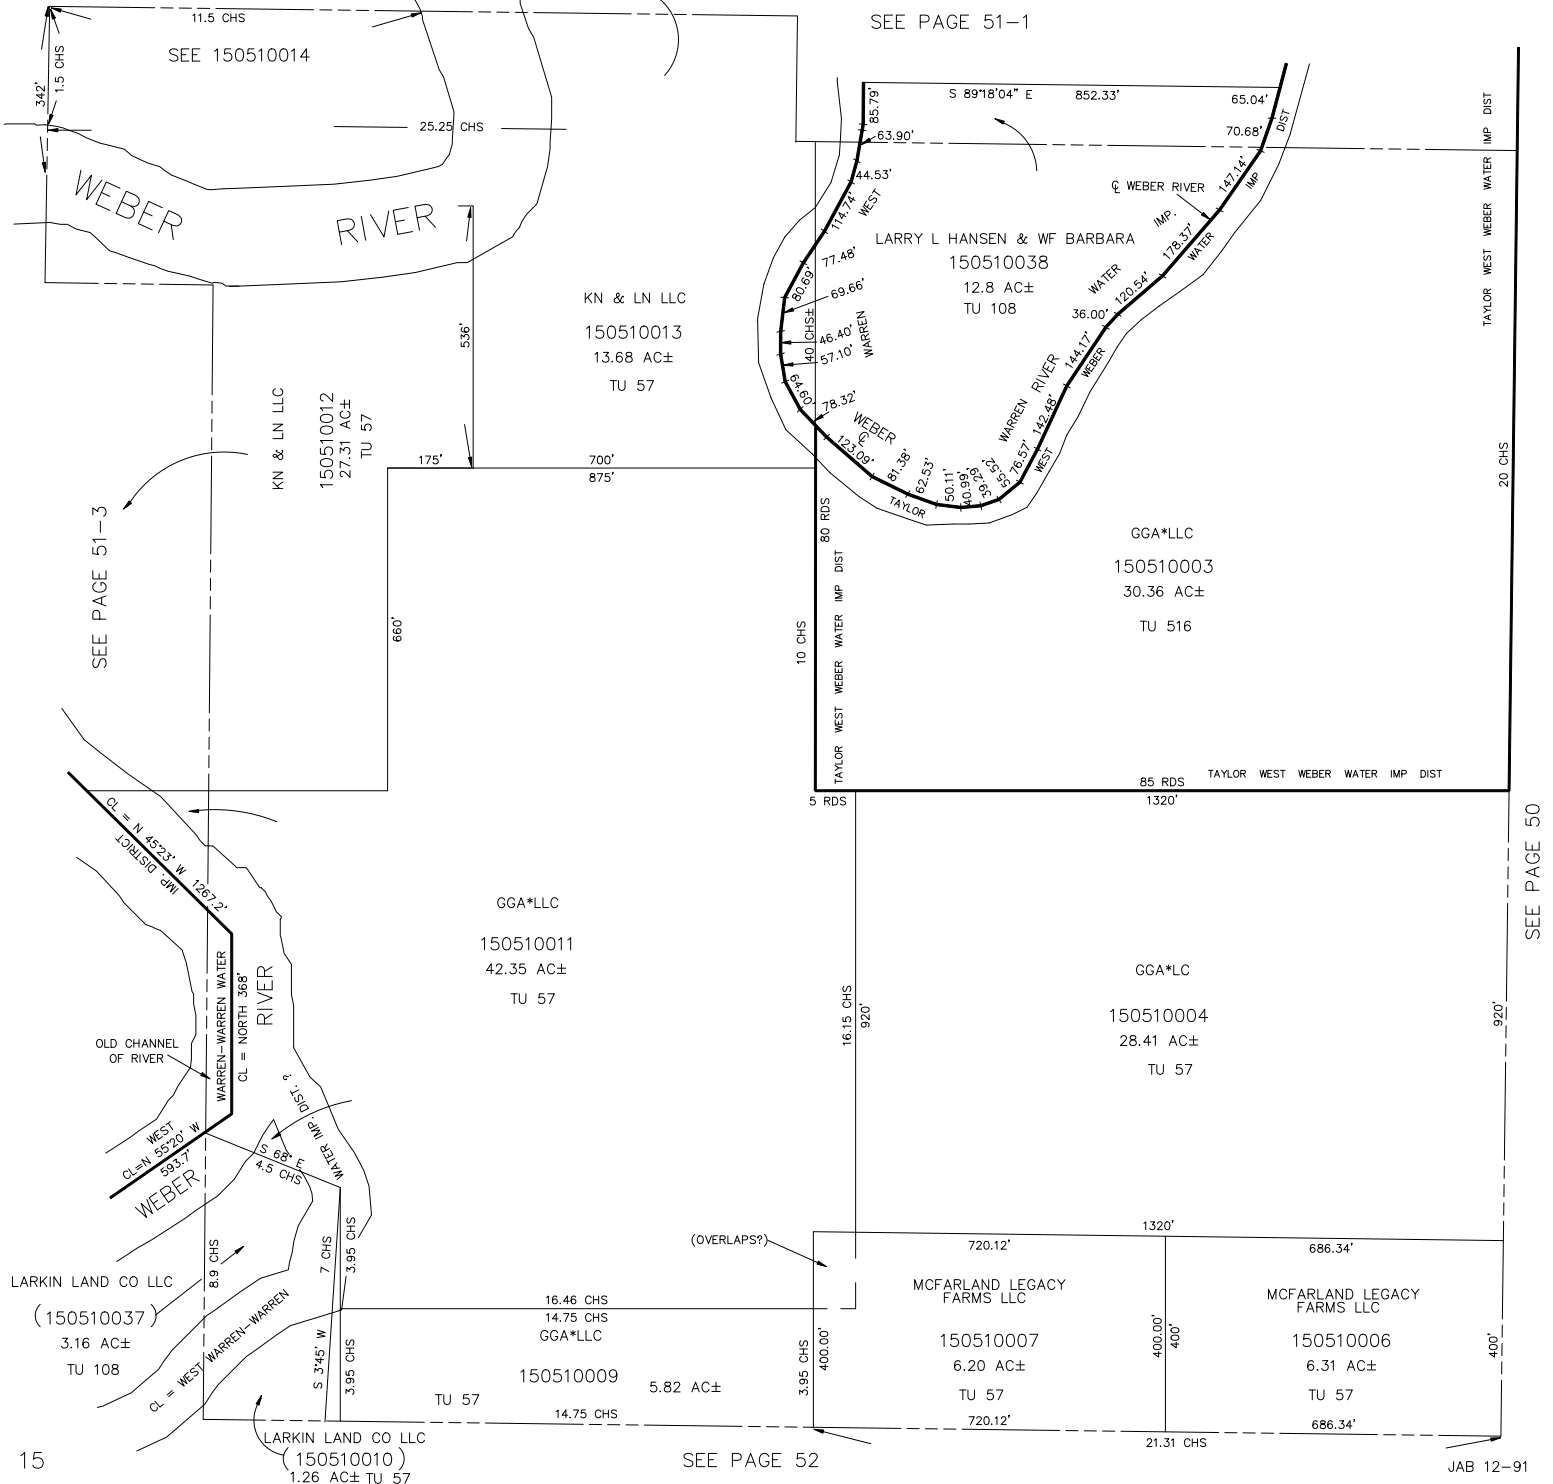 SEE PAGE 51-1
11.5 CHS
SEE 150510014
342'
1.5 CHS
25.25 CHS
WEBER
RIVER
536'
KN & LN LLC
150510013
13.68 AC±
TU 57
KN & LN LLC
150510012
27.31 AC±
TU 57
SEE PAGE 51-3
175'
700'
875'
660'
S 89°18'04" E
852.33'
65.04'
85.79'
63.90'
70.68'
DIST
44.53'
147.14'
IMP
114.74'
WEST
℄ WEBER RIVER
IMP.
178.37'
WATER
LARRY L HANSEN & WF BARBARA
150510038
12.8 AC±
TU 108
77.48'
80.69'
69.66'
WATER
120.54'
36.00'
40 CHS±
46.40'
57.10'
WARREN
144.17'
WEBER
64.60'
78.32'
WEBER
℄
WARREN
RIVER
142.48'
123.09'
81.38'
62.53'
50.11'
40.99'
39.29'
55.52'
76.57'
WEST
TAYLOR
TAYLOR WEST WEBER WATER IMP DIST
20 CHS
80 RDS
10 CHS
TAYLOR WEST WEBER WATER IMP DIST
GGA*LLC
150510003
30.36 AC±
TU 516
85 RDS
TAYLOR WEST WEBER WATER IMP DIST
5 RDS
1320'
SEE PAGE 50
CL = N 45°23' W 1267.2'
IMP. DISTRICT
WARREN-WARREN WATER
CL = NORTH 368'
RIVER
OLD CHANNEL
OF RIVER
GGA*LLC
150510011
42.35 AC±
TU 57
16.15 CHS
920'
GGA*LC
150510004
28.41 AC±
TU 57
920'
WEST
CL=N 55°20' W
593.7'
WEBER
WATER IMP. DIST. ?
S 68° E
4.5 CHS
8.9 CHS
7 CHS
3.95 CHS
LARKIN LAND CO LLC
(150510037)
3.16 AC±
TU 108
CL = WEST WARREN-WARREN
S 3°45' W
3.95 CHS
16.46 CHS
14.75 CHS
GGA*LLC
150510009
5.82 AC±
TU 57
14.75 CHS
(OVERLAPS?)
1320'
720.12'
686.34'
MCFARLAND LEGACY
FARMS LLC
150510007
6.20 AC±
TU 57
3.95 CHS
400.00'
400.00'
400'
MCFARLAND LEGACY
FARMS LLC
150510006
6.31 AC±
TU 57
400'
720.12'
686.34'
21.31 CHS
LARKIN LAND CO LLC
(150510010)
1.26 AC± TU 57
15
SEE PAGE 52
JAB 12-91